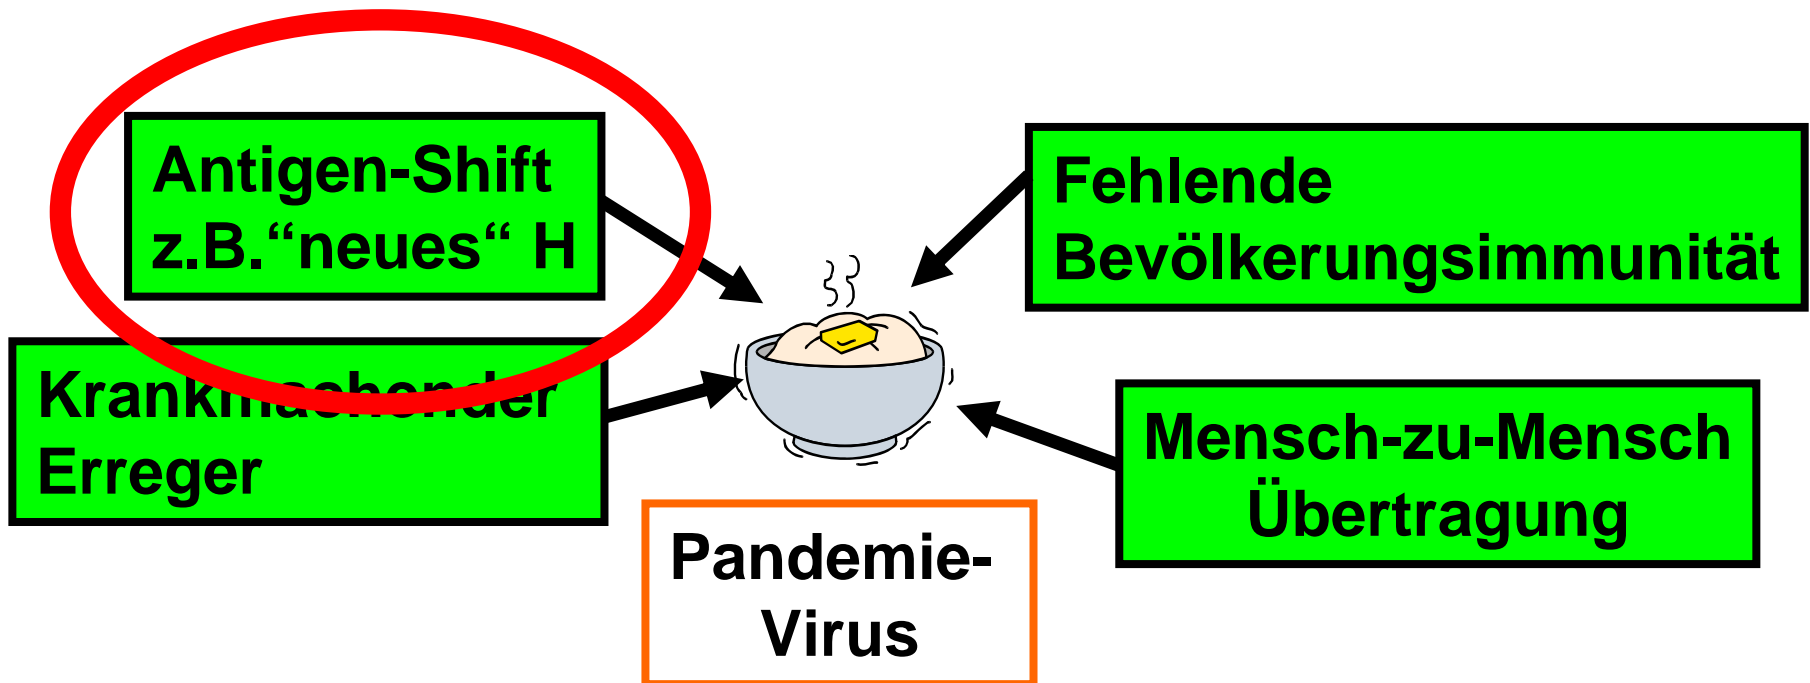 Antigen-Shift
z.B.“neues“ H
Fehlende
Bevölkerungsimmunität
Krankmachender
Erreger
Mensch-zu-Mensch
Übertragung
Pandemie-
Virus